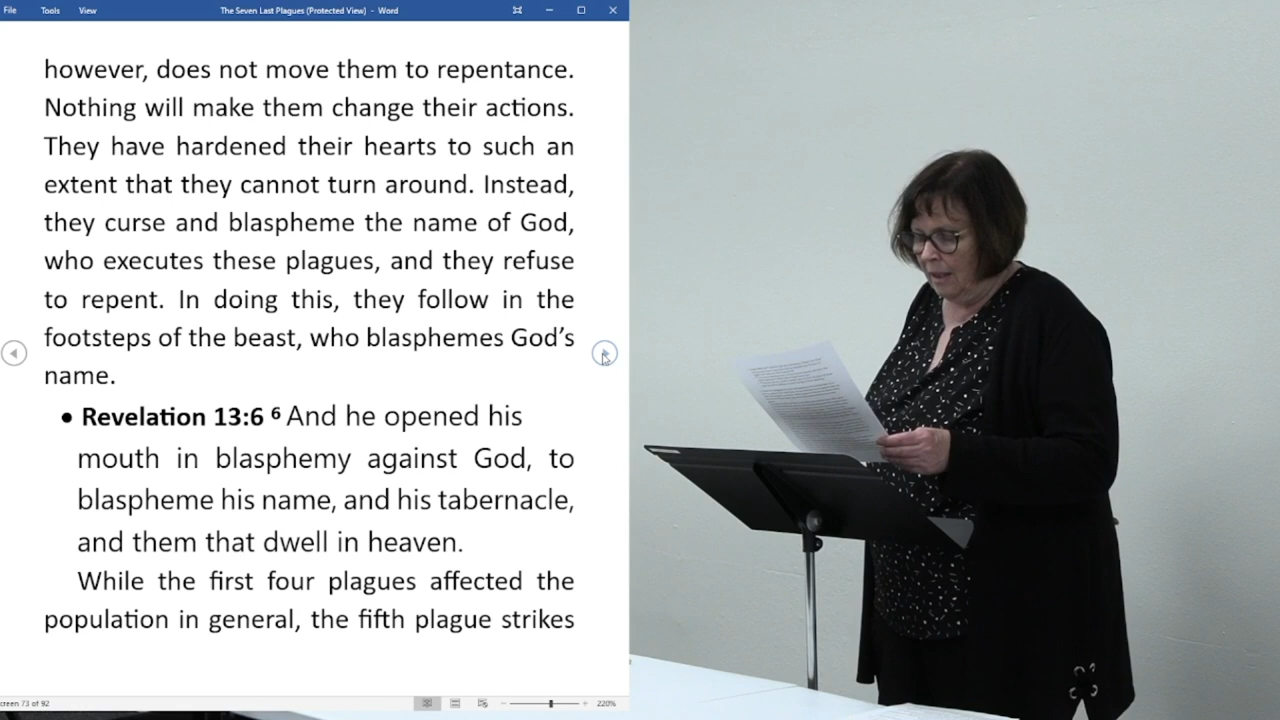 File Tools View The Seven Last Plagues (Protected View) - Word
however, does not move them to repentance.
Nothing will make them change their actions.
They have hardened their hearts to such an
extent that they cannot turn around. Instead,
they curse and blaspheme the name of God,
who executes these plagues, and they refuse
to repent. In doing this, they follow in the
footsteps of the beast, who blasphemes God’s
name.
• Revelation 13:6 ⁶ And he opened his
mouth in blasphemy against God, to
blaspheme his name, and his tabernacle,
and them that dwell in heaven.
While the first four plagues affected the
population in general, the fifth plague strikes
creen 73 of 92 220%